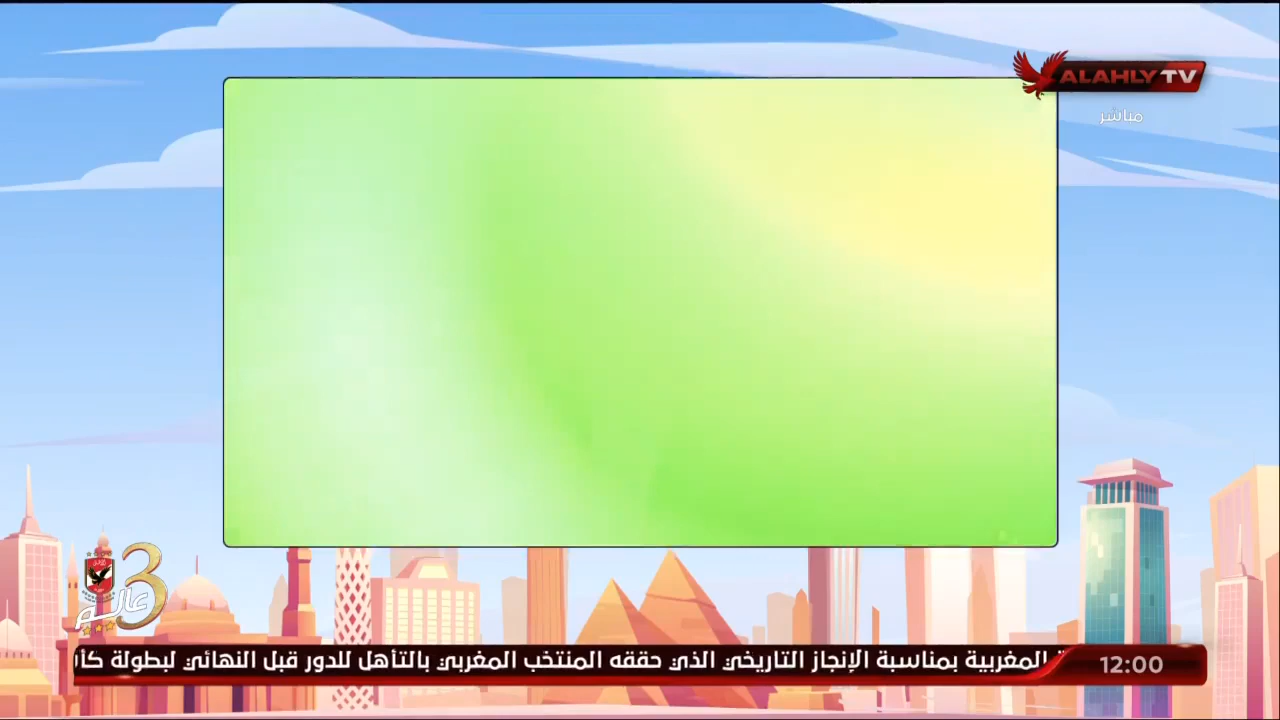 ALAHLY TV
مباشر
3
عالم
المغربية بمناسبة الإنجاز التاريخي الذي حققه المنتخب المغربي بالتأهل للدور قبل النهائي لبطولة
12:00